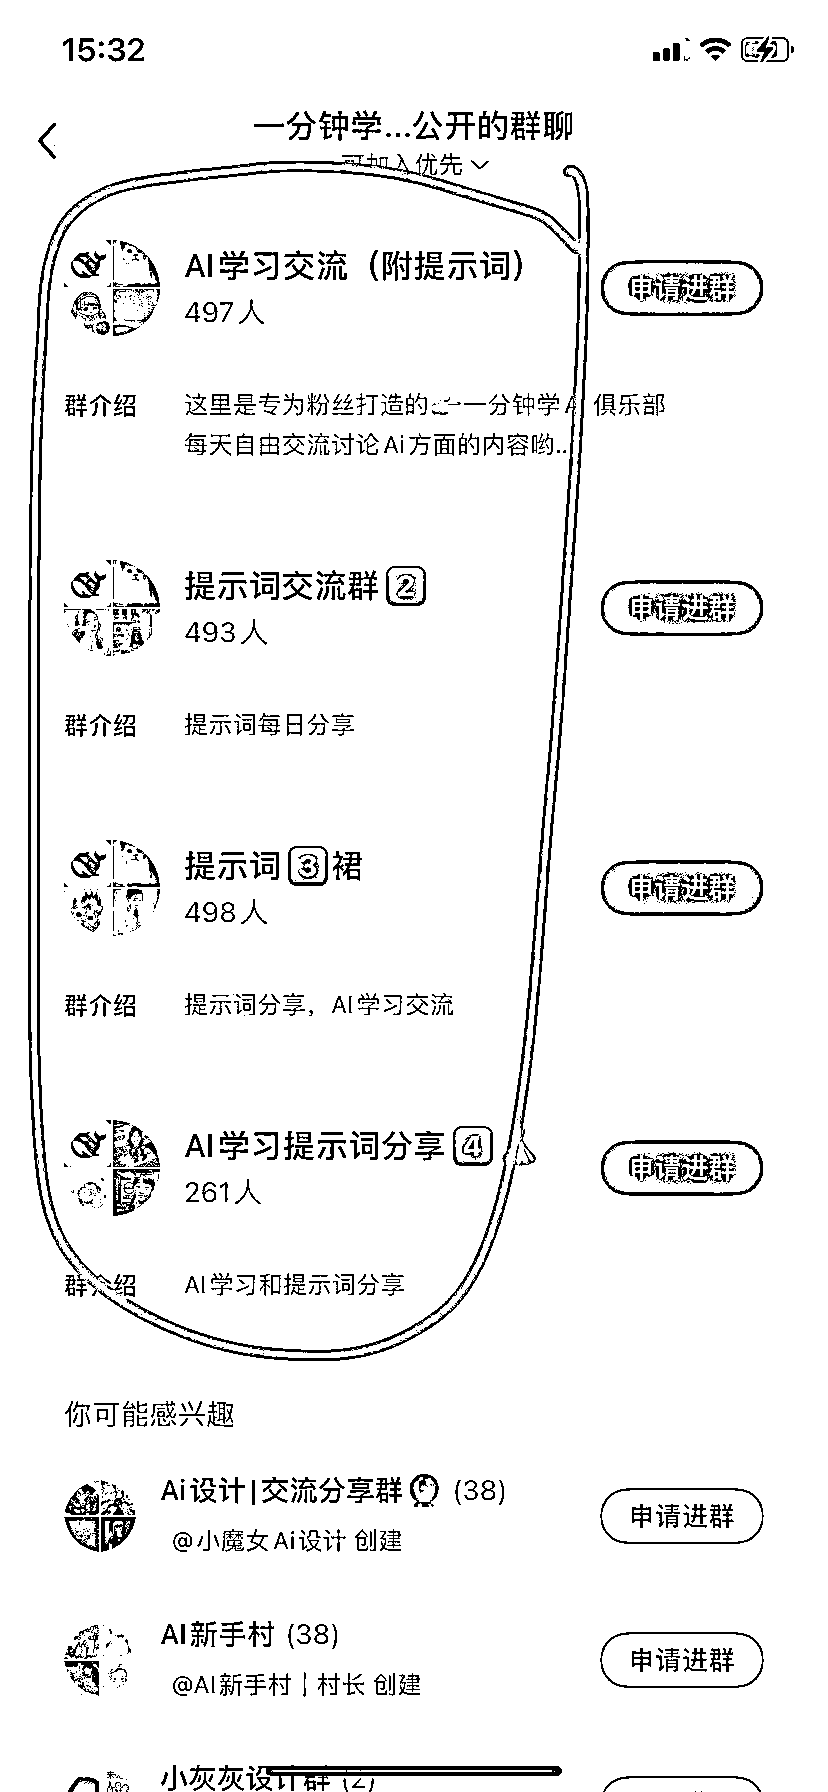 15:32
一分钟学...公开的群聊
可加入优先
AI学习交流（附提示词）
申请进群
497人
群介绍 这里是专为粉丝打造的 一分钟学AI 俱乐部
每天自由交流讨论Ai方面的内容哟..
提示词交流群2
申请进群
493人
群介绍 提示词每日分享
提示词3裙
申请进群
498人
群介绍 提示词分享，AI学习交流
AI学习提示词分享4
申请进群
261人
群介绍 AI学习和提示词分享
你可能感兴趣
Ai设计|交流分享群 (38)
申请进群
@小魔女Ai设计 创建
AI新手村 (38)
申请进群
@AI新手村｜村长 创建
小灰灰设计群 (2)